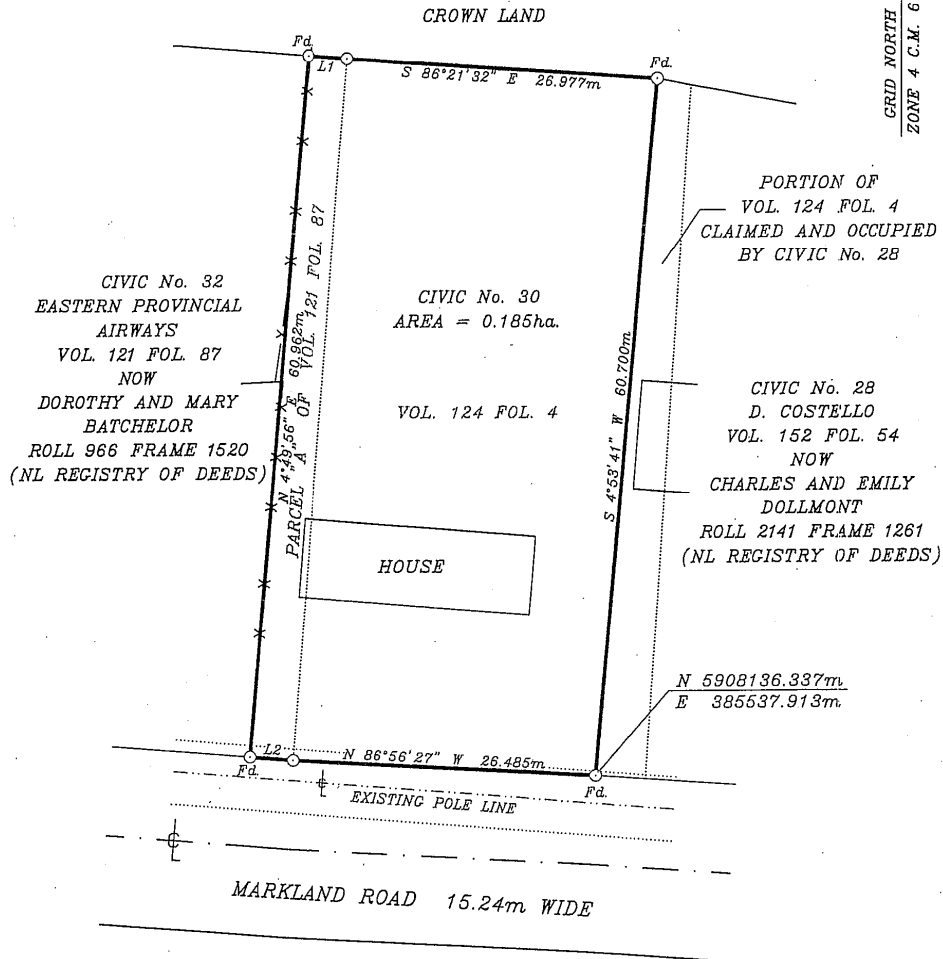 CROWN LAND
GRID NORTH
ZONE 4 C.M. 6
Fd.
L1
S 86°21'32" E 26.977m
Fd.
PORTION OF
VOL. 124 FOL. 4
CLAIMED AND OCCUPIED
BY CIVIC No. 28
CIVIC No. 32
EASTERN PROVINCIAL
AIRWAYS
VOL. 121 FOL. 87
NOW
DOROTHY AND MARY
BATCHELOR
ROLL 966 FRAME 1520
(NL REGISTRY OF DEEDS)
N 4°49'56" E 60.962m
PARCEL "A" OF VOL. 121 FOL. 87
CIVIC No. 30
AREA = 0.185ha.
VOL. 124 FOL. 4
S 4°53'41" W 60.700m
CIVIC No. 28
D. COSTELLO
VOL. 152 FOL. 54
NOW
CHARLES AND EMILY
DOLLMONT
ROLL 2141 FRAME 1261
(NL REGISTRY OF DEEDS)
HOUSE
N 5908136.337m
E 385537.913m
L2
N 86°56'27" W 26.485m
Fd.
Fd.
EXISTING POLE LINE
MARKLAND ROAD 15.24m WIDE